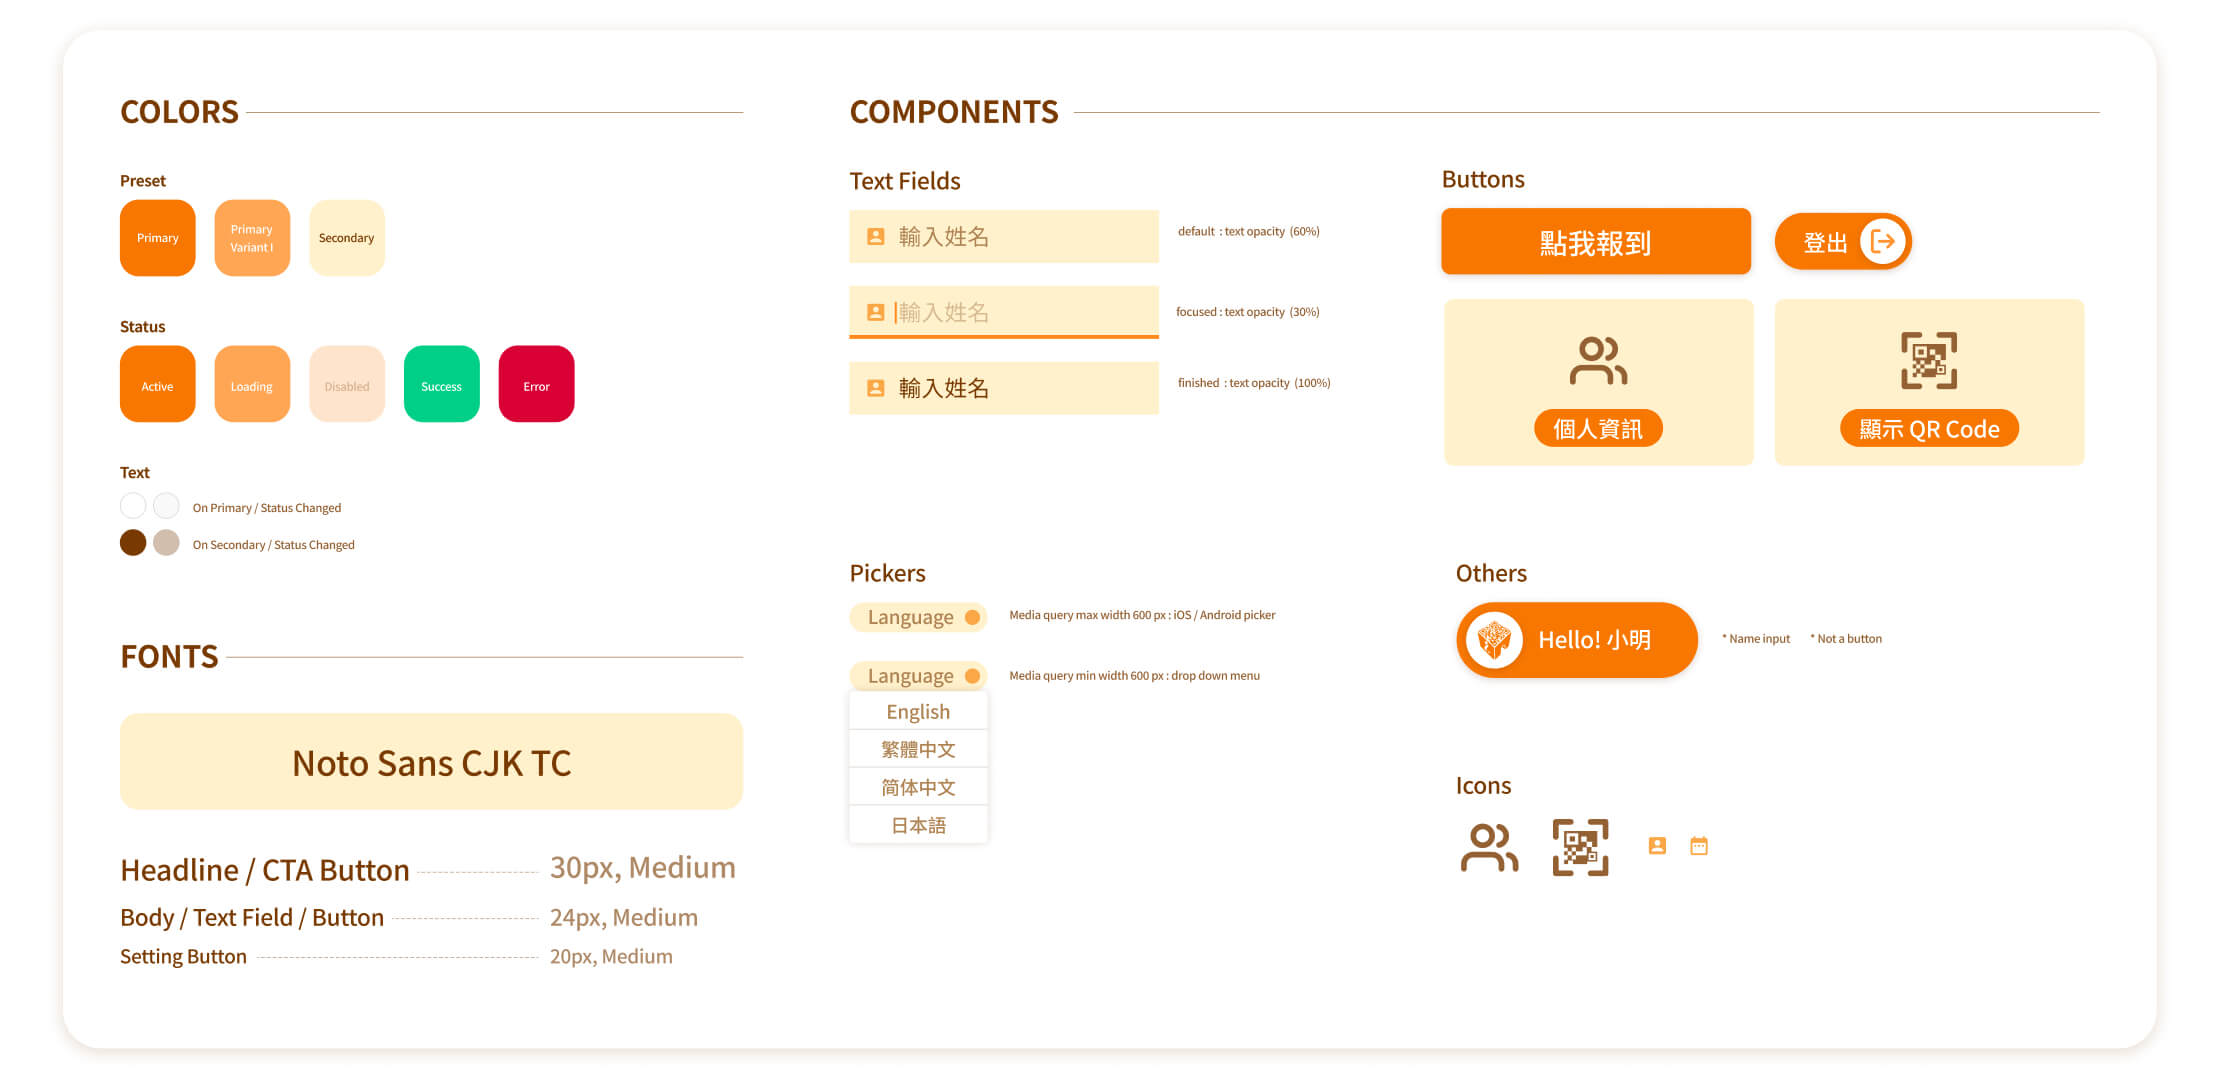 COLORS
Preset
Primary
Primary
Variant I
Secondary
Status
Active
Loading
Disabled
Success
Error
Text
On Primary / Status Changed
On Secondary / Status Changed
FONTS
Noto Sans CJK TC
Headline / CTA Button
30px, Medium
Body / Text Field / Button
24px, Medium
Setting Button
20px, Medium
COMPONENTS
Text Fields
輸入姓名
default : text opacity (60%)
輸入姓名
focused : text opacity (30%)
輸入姓名
finished : text opacity (100%)
Buttons
點我報到
登出
個人資訊
顯示 QR Code
Pickers
Language
Media query max width 600 px : iOS / Android picker
Language
Media query min width 600 px : drop down menu
English
繁體中文
简体中文
日本語
Others
Hello! 小明
* Name input
* Not a button
Icons